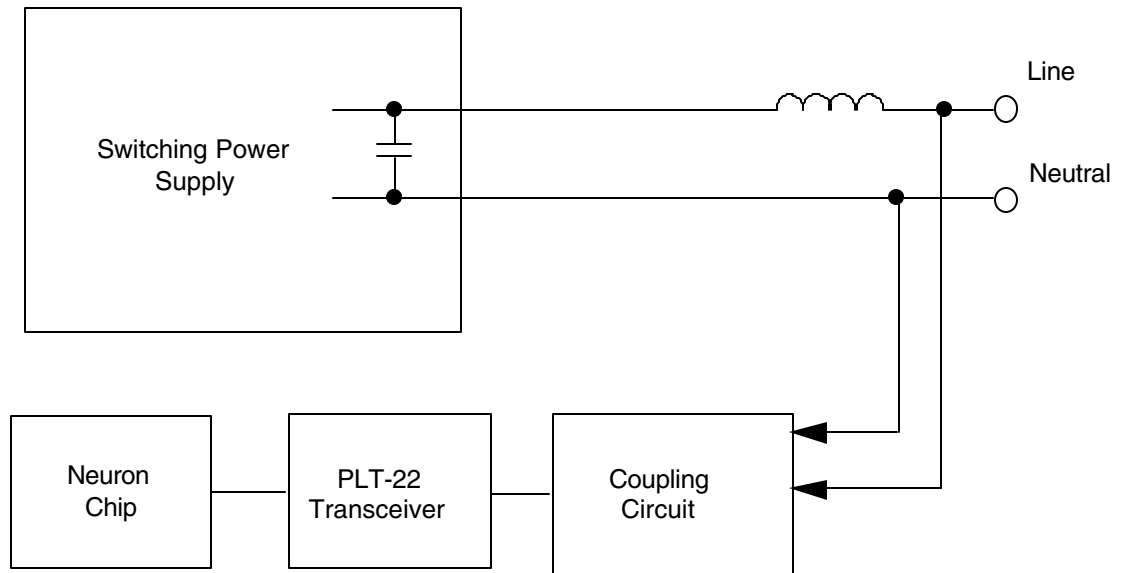 Line
Switching Power
Supply
Neutral
Neuron
Chip
PLT-22
Transceiver
Coupling
Circuit